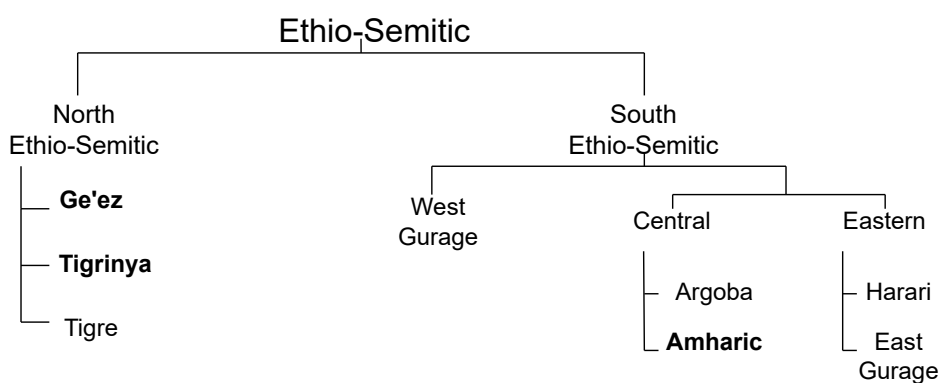 Ethio-Semitic
North
Ethio-Semitic
Ge'ez
Tigrinya
Tigre
South
Ethio-Semitic
West
Gurage
Central
Argoba
Amharic
Eastern
Harari
East
Gurage